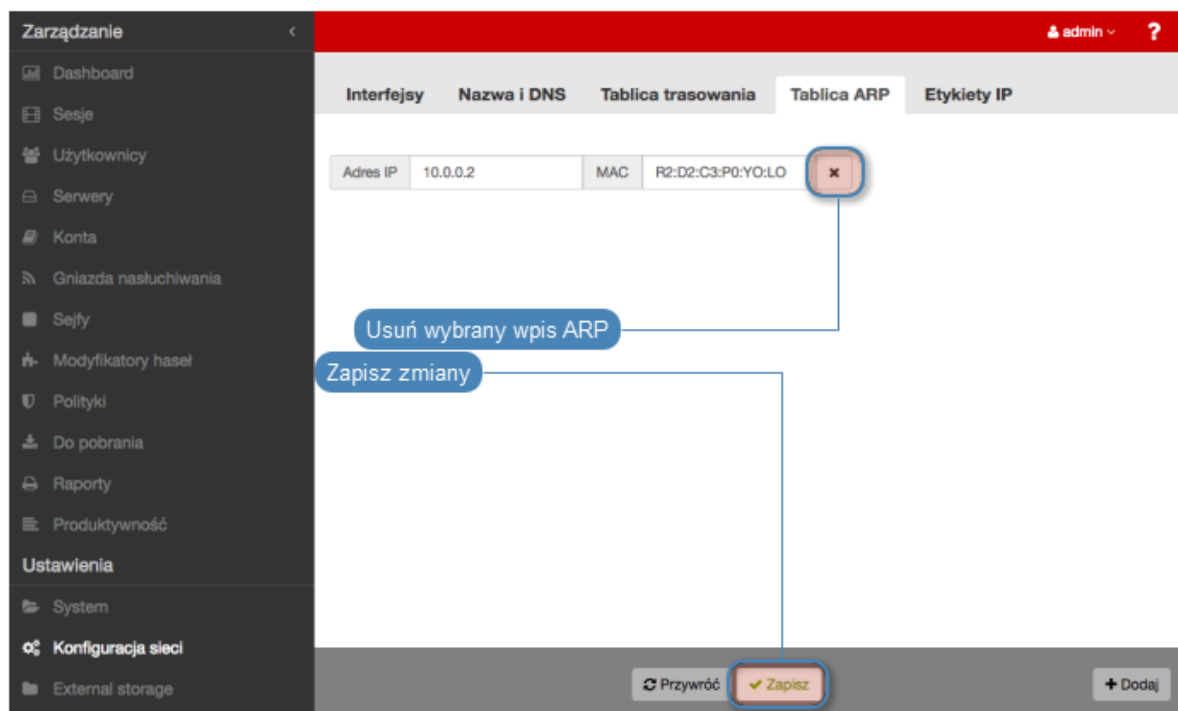 Zarządzanie
admin
?
Dashboard
Sesje
Użytkownicy
Serwery
Konta
Gniazda nasłuchiwania
Sejfy
Modyfikatory haseł
Polityki
Do pobrania
Raporty
Produktywność
Ustawienia
System
Konfiguracja sieci
External storage
Interfejsy Nazwa i DNS Tablica trasowania Tablica ARP Etykiety IP
Adres IP 10.0.0.2 MAC R2:D2:C3:P0:YO:LO
Usuń wybrany wpis ARP
Zapisz zmiany
Przywróć Zapisz + Dodaj